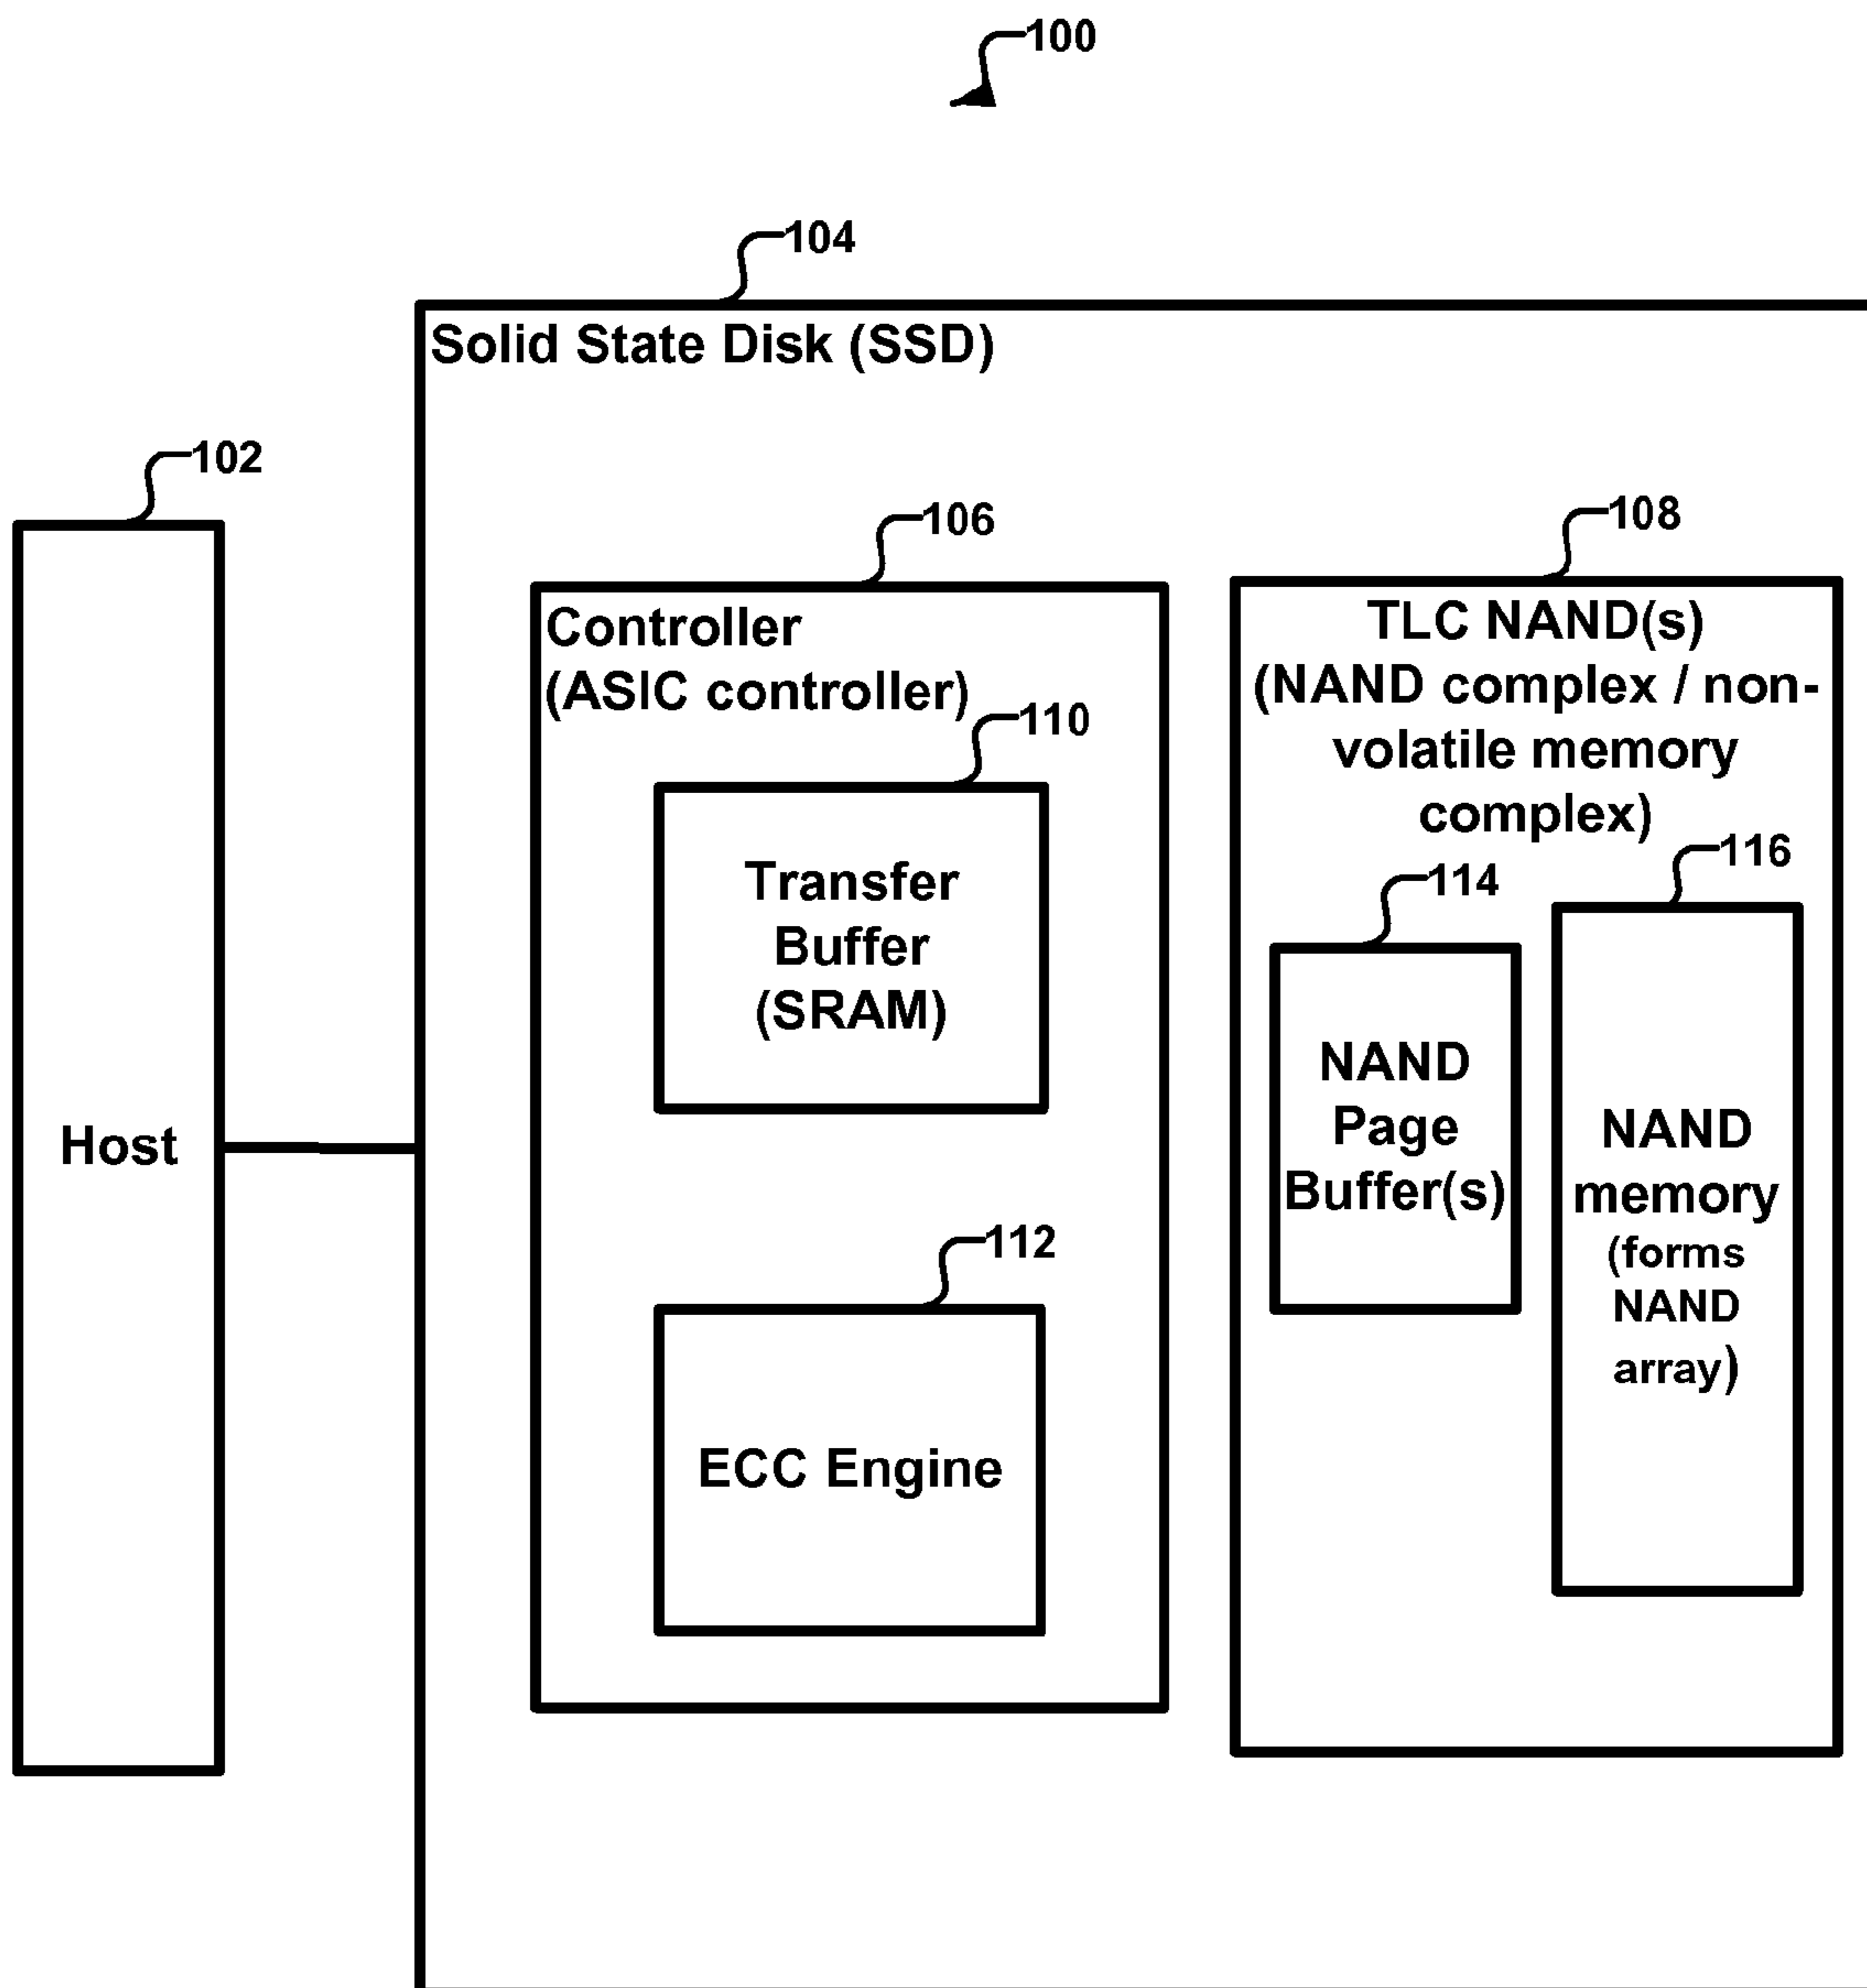 100
104
Solid State Disk (SSD)
102
106
108
Controller
(ASIC controller)
TLC NAND(s)
(NAND complex / non-
volatile memory
complex)
110
Transfer
Buffer
(SRAM)
114
116
NAND
Page
Buffer(s)
NAND
memory
(forms
NAND
array)
Host
112
ECC Engine